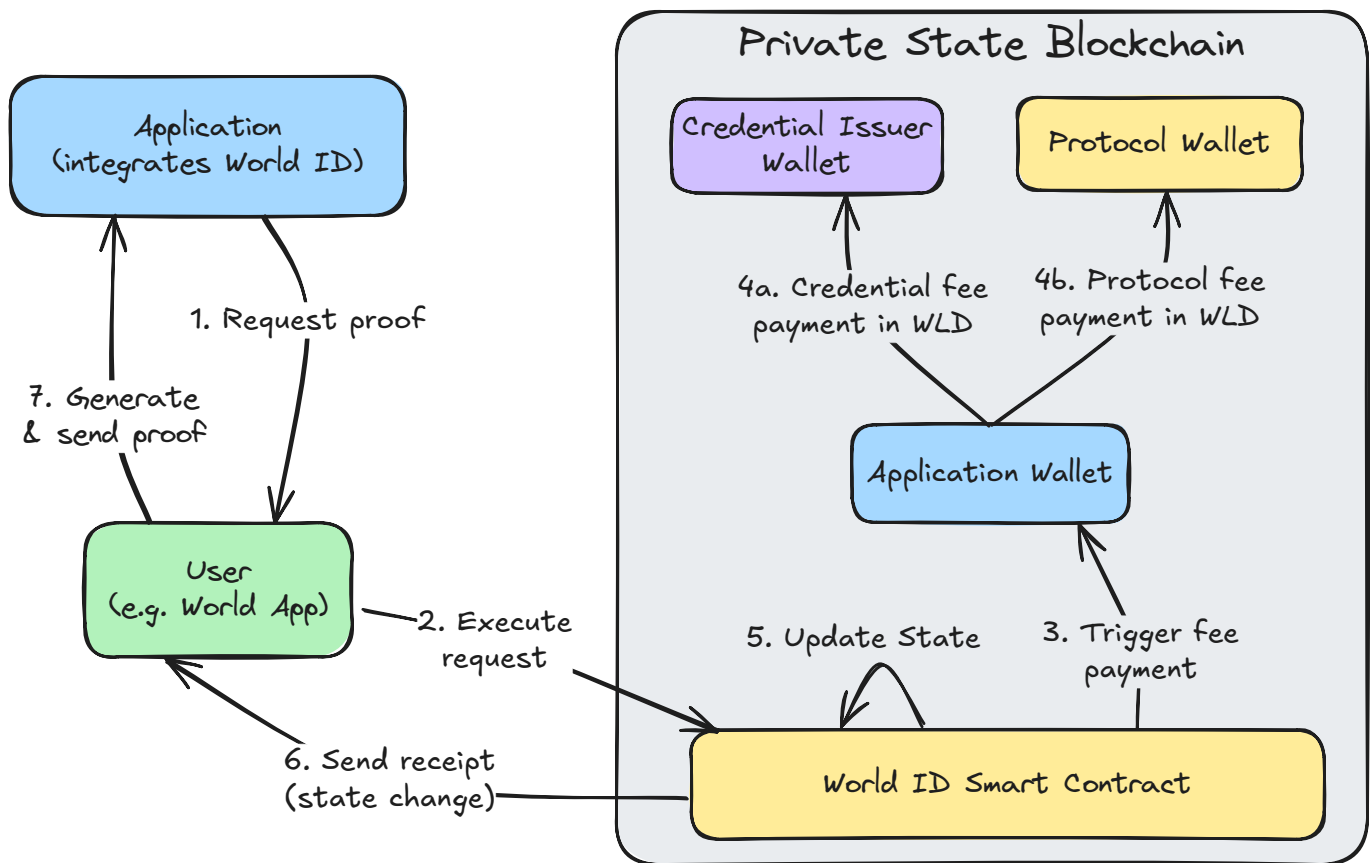 Private State Blockchain
Application
(integrates World ID)
Credential Issuer
Wallet
Protocol Wallet
1. Request proof
4a. Credential fee
payment in WLD
4b. Protocol fee
payment in WLD
7. Generate
& send proof
Application Wallet
User
(e.g. World App)
2. Execute
request
5. Update State
3. Trigger fee
payment
6. Send receipt
(state change)
World ID Smart Contract